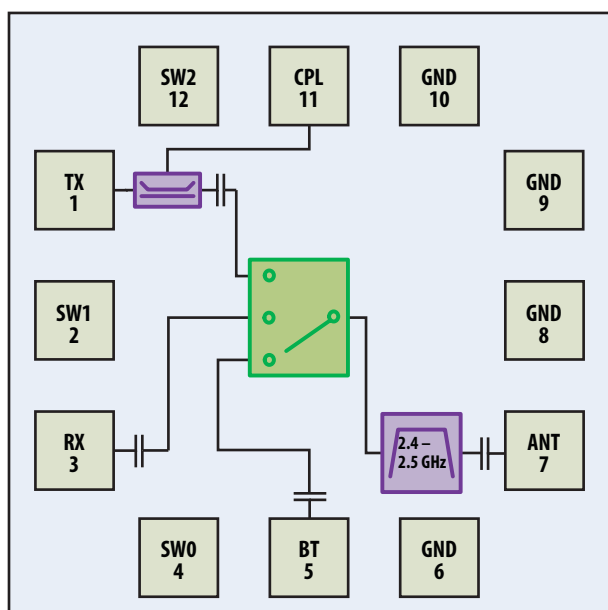 SW2
12
CPL
11
GND
10
TX
1
GND
9
SW1
2
GND
8
RX
3
2.4 –
2.5 GHz
ANT
7
SW0
4
BT
5
GND
6